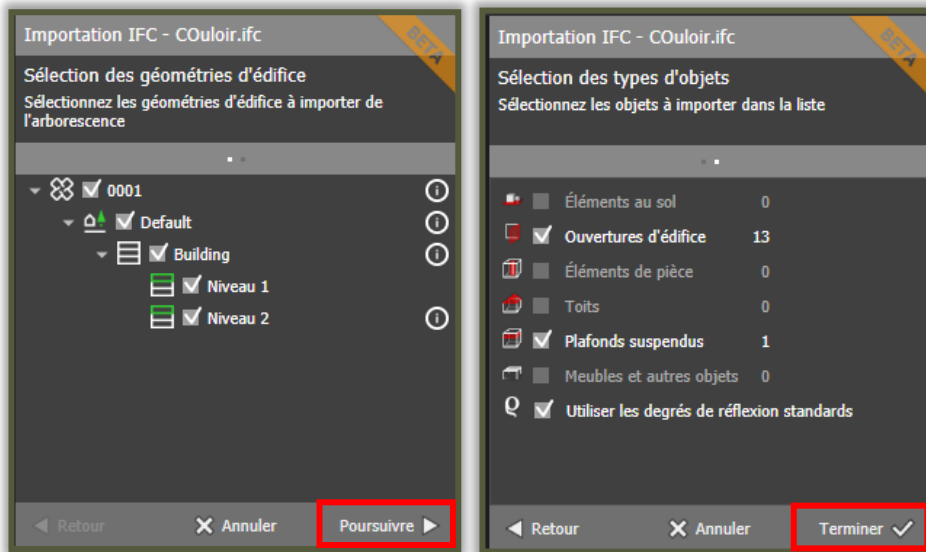 Importation IFC - COuloir.ifc
BETA
Sélection des géométries d'édifice
Sélectionnez les géométries d'édifice à importer de
l'arborescence
0001
Default
Building
Niveau 1
Niveau 2
Retour
Annuler
Poursuivre
Importation IFC - COuloir.ifc
BETA
Sélection des types d'objets
Sélectionnez les objets à importer dans la liste
Éléments au sol 0
Ouvertures d'édifice 13
Éléments de pièce 0
Toits 0
Plafonds suspendus 1
Meubles et autres objets 0
Utiliser les degrés de réflexion standards
Retour
Annuler
Terminer